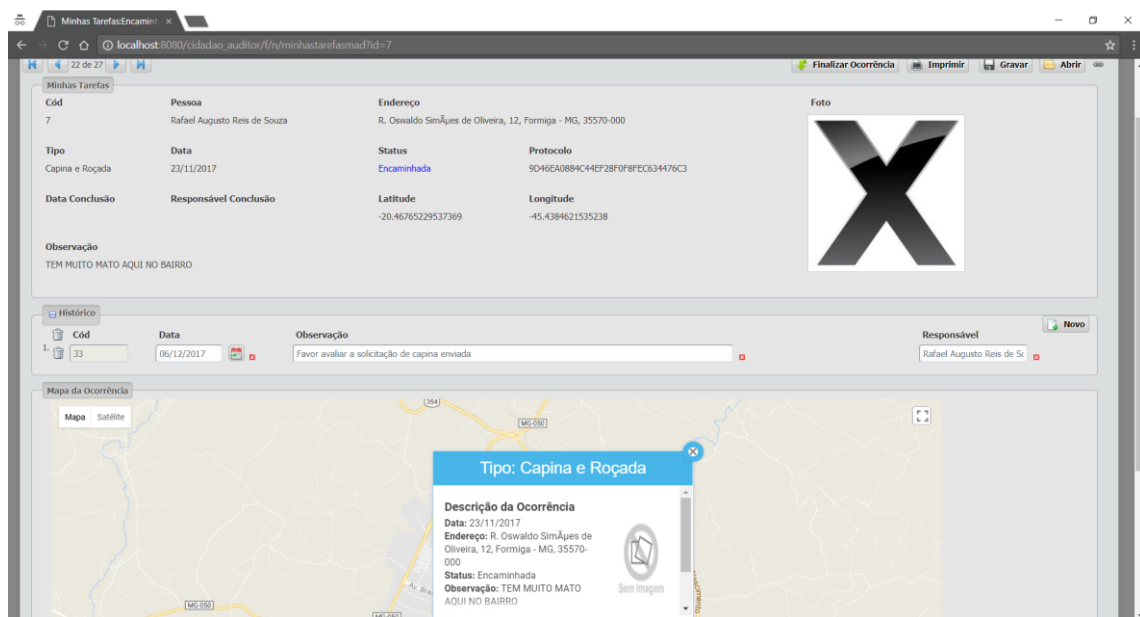 Minhas Tarefas:Encaminh
localhost:8080/cidadao_auditor/f/n/minhastarefasmad?id=7
22 de 27
Finalizar Ocorrência Imprimir Gravar Abrir
Minhas Tarefas
Cód Pessoa Endereço Foto
7 Rafael Augusto Reis de Souza R. Oswaldo SimÃµes de Oliveira, 12, Formiga - MG, 35570-000
Tipo Data Status Protocolo
Capina e Roçada 23/11/2017 Encaminhada 9D46EA0884C44EF28F0F8FEC634476C3
Data Conclusão Responsável Conclusão Latitude Longitude
-20.46765229537369 -45.4384621535238
Observação
TEM MUITO MATO AQUI NO BAIRRO
Histórico
Novo
Cód Data Observação Responsável
1. 33 06/12/2017 Favor avaliar a solicitação de capina enviada Rafael Augusto Reis de Sc
Mapa da Ocorrência
Mapa Satélite
354
MG-050
Tipo: Capina e Roçada
Descrição da Ocorrência
Data: 23/11/2017
Endereço: R. Oswaldo SimÃµes de
Oliveira, 12, Formiga - MG, 35570-
000
Status: Encaminhada
Observação: TEM MUITO MATO
AQUI NO BAIRRO
Sem Imagem
Av. Bra
MG-050
MG-050